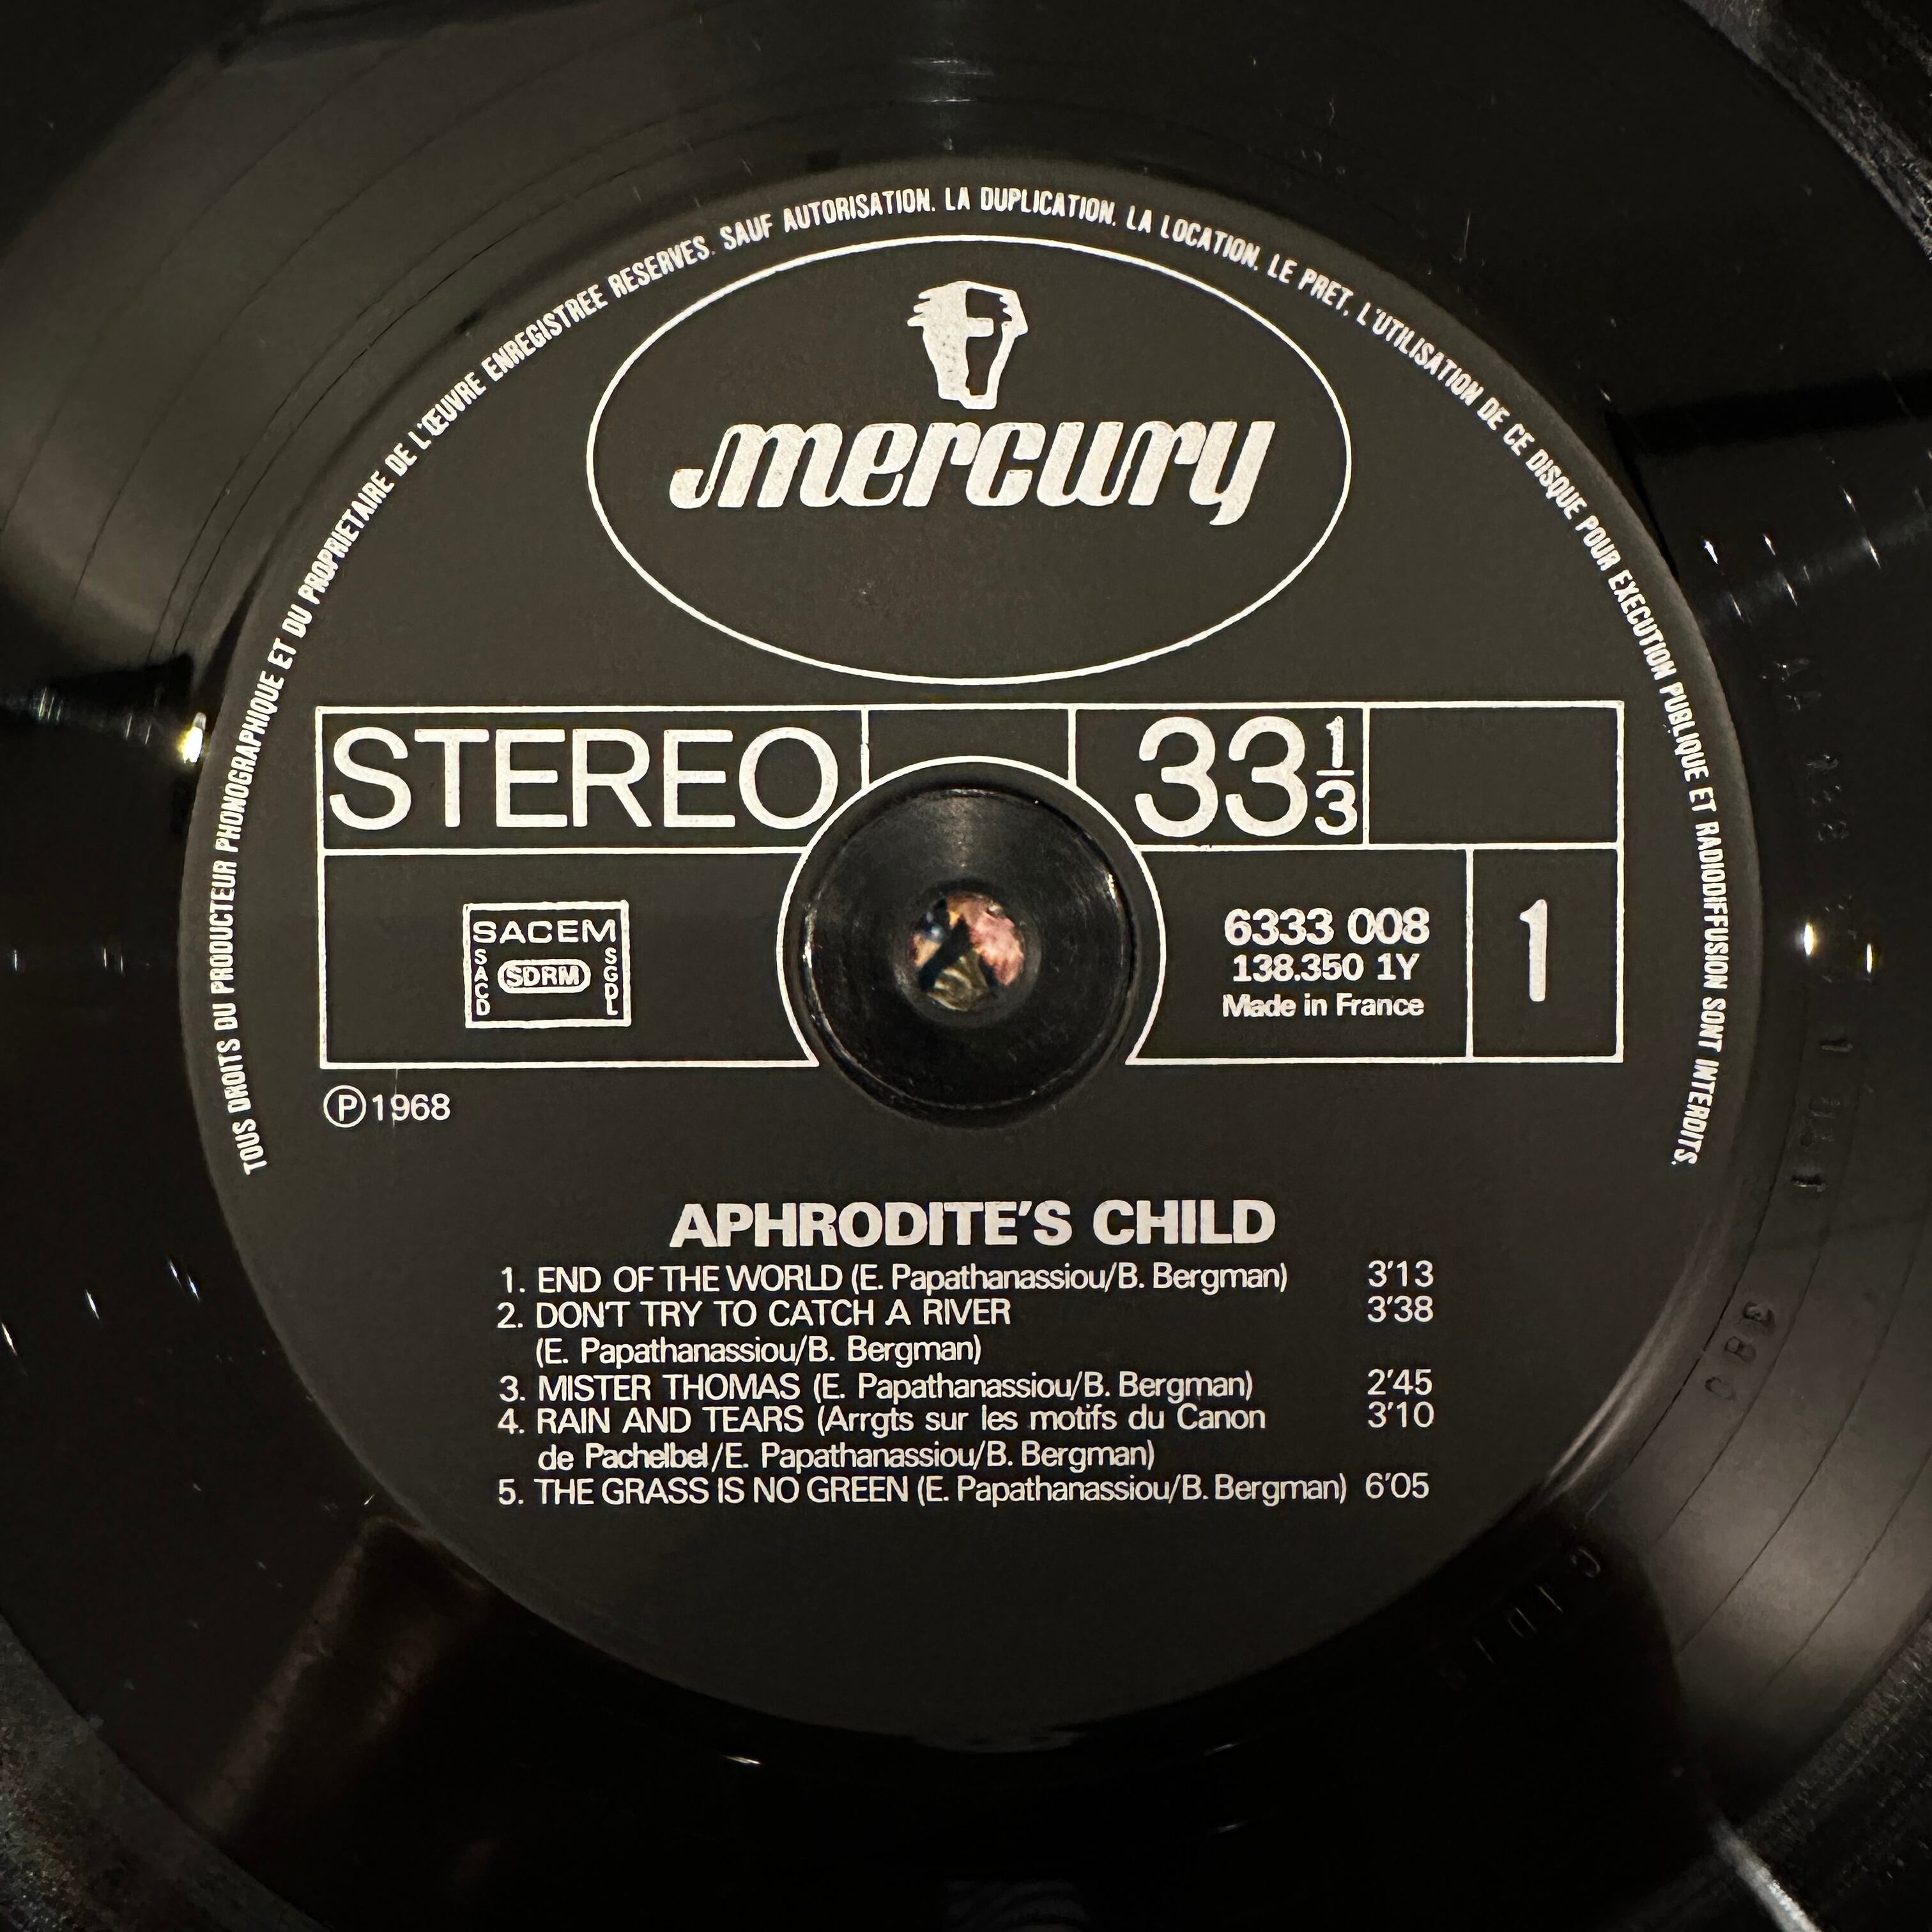 TOUS DROITS DU PRODUCTEUR PHONOGRAPHIQUE ET DU PROPRIETAIRE DE L'ŒUVRE ENREGISTREE RESERVES. SAUF AUTORISATION. LA DUPLICATION. LA LOCATION. LE PRET, L'UTILISATION DE CE DISQUE POUR EXECUTION PUBLIQUE ET RADIODIFFUSION SONT INTERDITS.
mercury
STEREO 33 1/3
SACEM
SACD SDRM SGDL
6333 008
138.350 1Y
Made in France
1
℗1968
APHRODITE'S CHILD
1. END OF THE WORLD (E. Papathanassiou/B. Bergman) 3'13
2. DON'T TRY TO CATCH A RIVER 3'38
(E. Papathanassiou/B. Bergman)
3. MISTER THOMAS (E. Papathanassiou/B. Bergman) 2'45
4. RAIN AND TEARS (Arrgts sur les motifs du Canon 3'10
de Pachelbel/E. Papathanassiou/B. Bergman)
5. THE GRASS IS NO GREEN (E. Papathanassiou/B. Bergman) 6'05